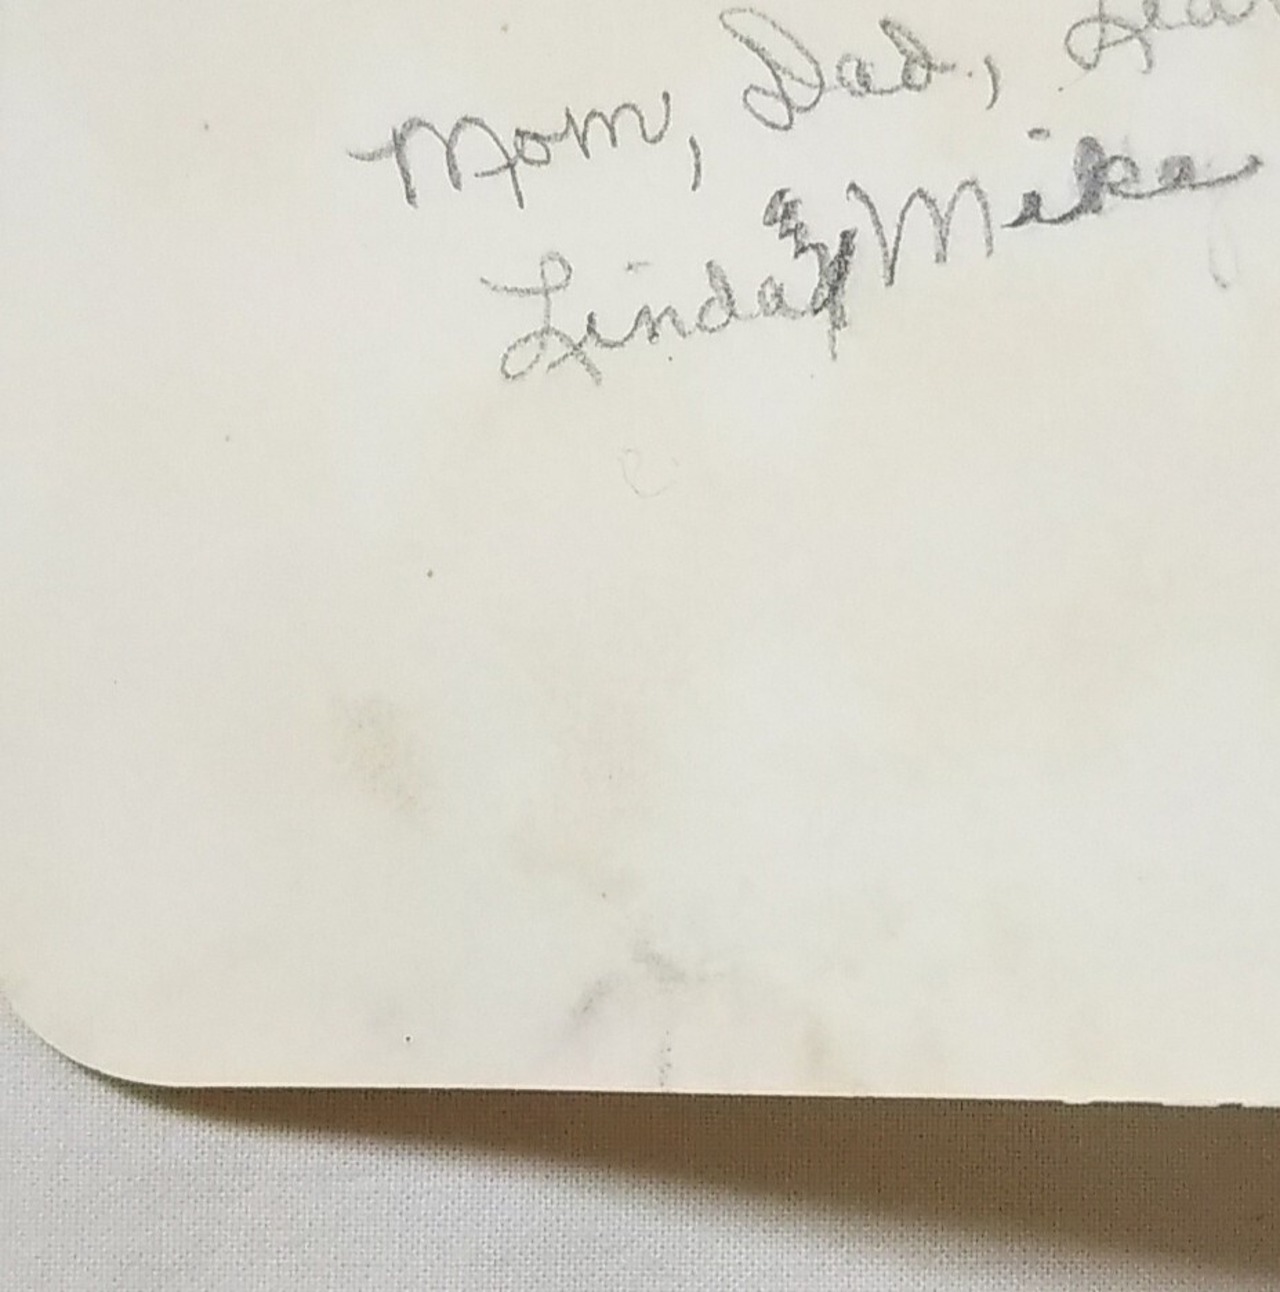 Mom, Dad,
Linda & Mike